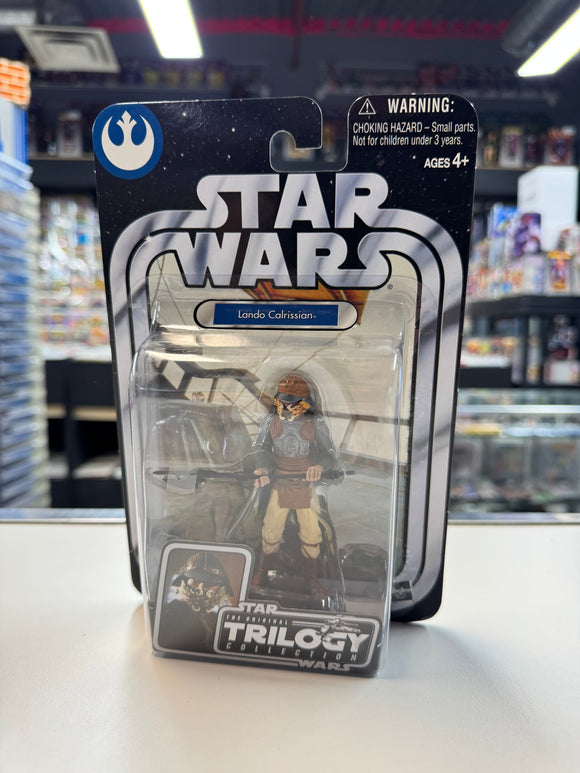 WARNING:
CHOKING HAZARD – Small parts.
Not for children under 3 years.
AGES 4+
STAR
WARS
Lando Calrissian™
STAR
THE ORIGINAL
TRILOGY
COLLECTION
WARS